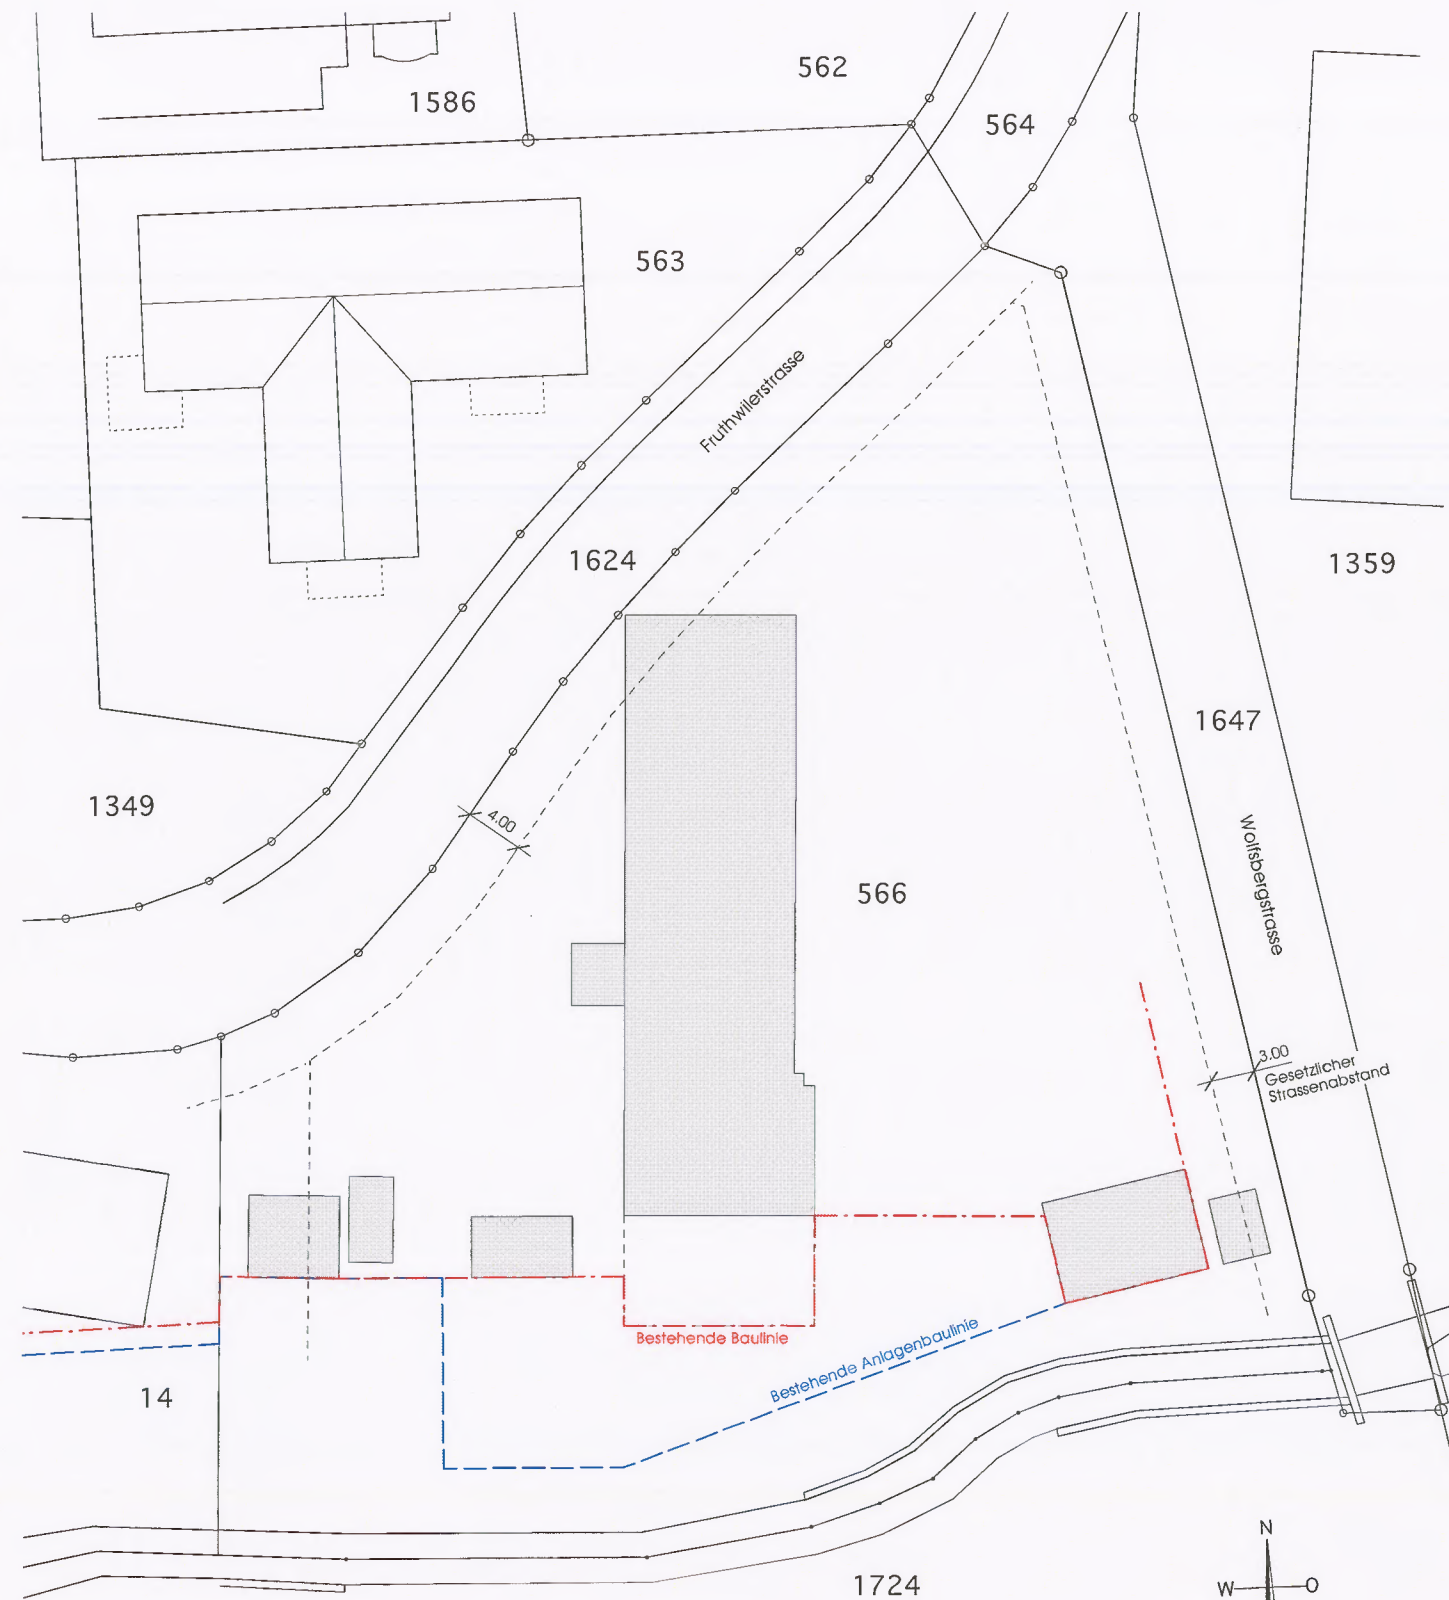 562
1586
564
563
Fruthwilerstrasse
1624
1359
1647
1349
4.00
Wolfsbergstrasse
566
3.00
Gesetzlicher
Strassenabstand
Bestehende Baulinie
Bestehende Anlagenbaulinie
14
N
1724
W
O